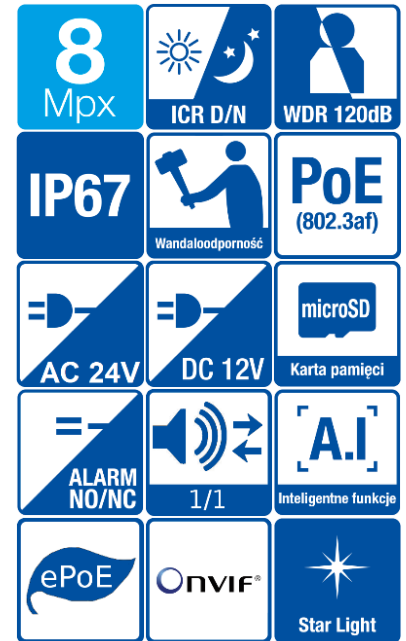 8
Mpx
ICR D/N
WDR 120dB
IP67
Wandaloodporność
PoE
(802.3af)
AC 24V
DC 12V
microSD
Karta pamięci
ALARM
NO/NC
1/1
[A.I]
Inteligentne funkcje
ePoE
ONVIF®
Star Light